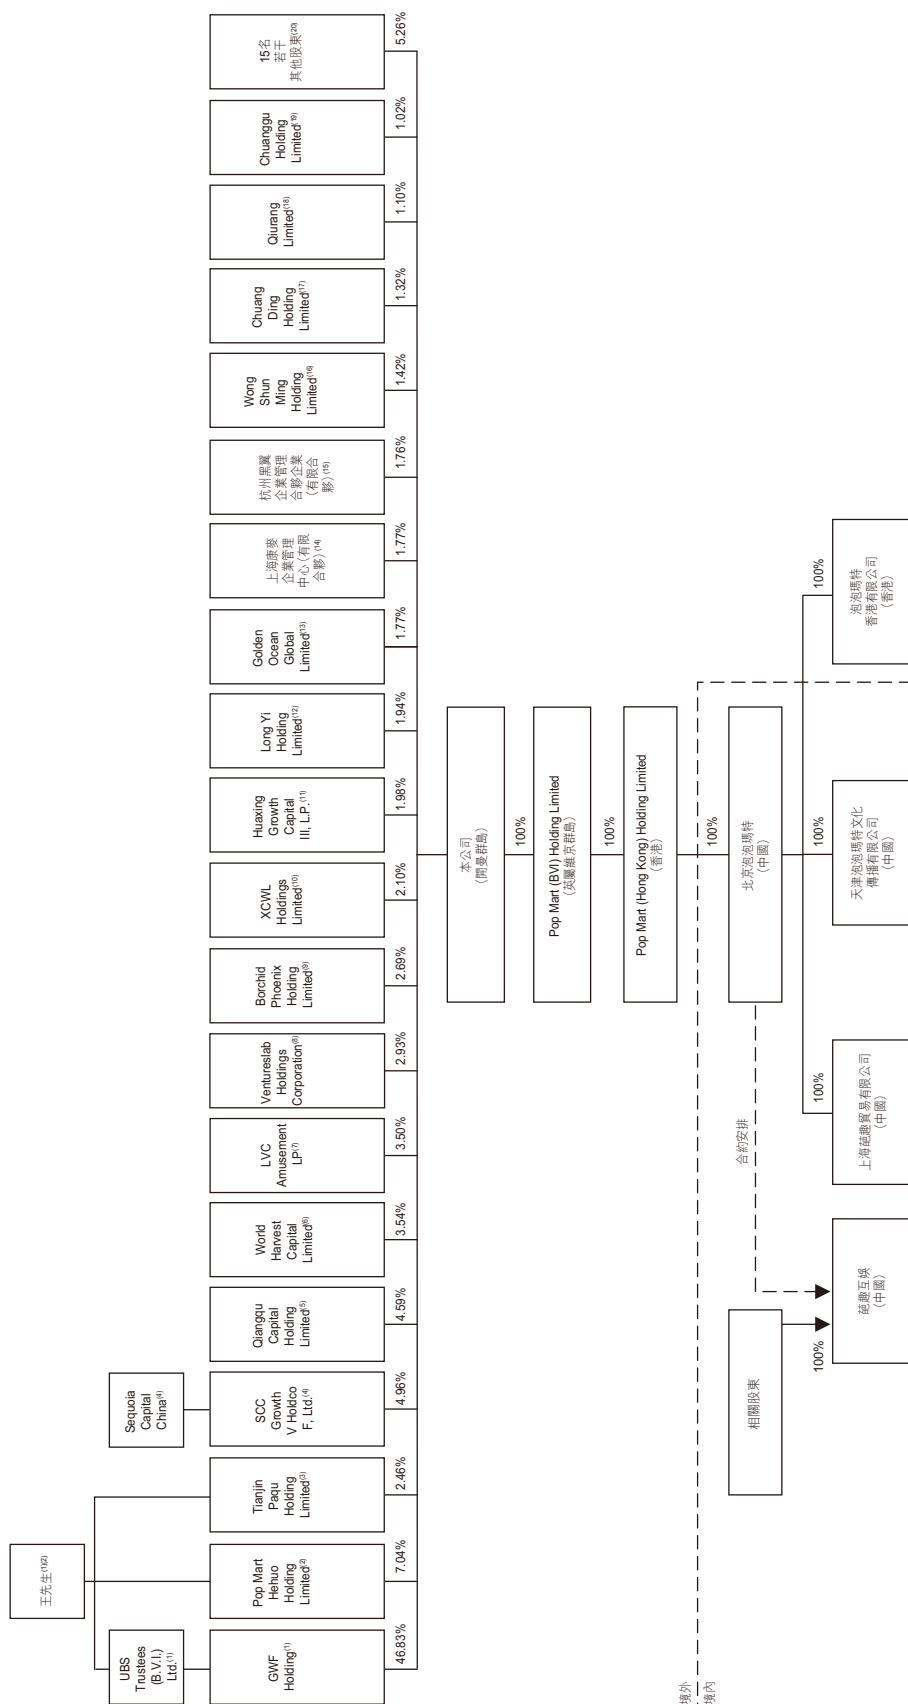 王先生(1)(2)
UBS
Trustees
(B.V.I.)
Ltd.(1)
Sequoia
Capital
China(4)
GWF
Holding(1)
46.83%
Pop Mart
Hehuo
Holding
Limited(2)
7.04%
Tianjin
Paqu
Holding
Limited(3)
2.46%
SCC
Growth
V Holdco
F, Ltd.(4)
4.96%
Qiangqu
Capital
Holding
Limited(5)
4.59%
World
Harvest
Capital
Limited(6)
3.54%
LVC
Amusement
LP(7)
3.50%
Ventureslab
Holdings
Corporation(8)
2.93%
Borchid
Phoenix
Holding
Limited(9)
2.69%
XCWL
Holdings
Limited(10)
2.10%
Huaxing
Growth
Capital
III, L.P.(11)
1.98%
Long Yi
Holding
Limited(12)
1.94%
Golden
Ocean
Global
Limited(13)
1.77%
上海康麥
企業管理
中心(有限
合夥)(14)
1.77%
杭州黑翼
企業管理
合夥企業
(有限合
夥)(15)
1.76%
Wong
Shun
Ming
Holding
Limited(16)
1.42%
Chuang
Ding
Holding
Limited(17)
1.32%
Qiurang
Limited(18)
1.10%
Chuanggu
Holding
Limited(19)
1.02%
15名
若干
其他股東(20)
5.26%
本公司
(開曼群島)
100%
Pop Mart (BVI) Holding Limited
(英屬維京群島)
100%
Pop Mart (Hong Kong) Holding Limited
(香港)
境外
境內
100%
相關股東
合約安排
北京泡泡瑪特
(中國)
100%
100%
100%
100%
葩趣互娛
(中國)
上海葩趣貿易有限公司
(中國)
天津泡泡瑪特文化
傳播有限公司
(中國)
泡泡瑪特
香港有限公司
(香港)